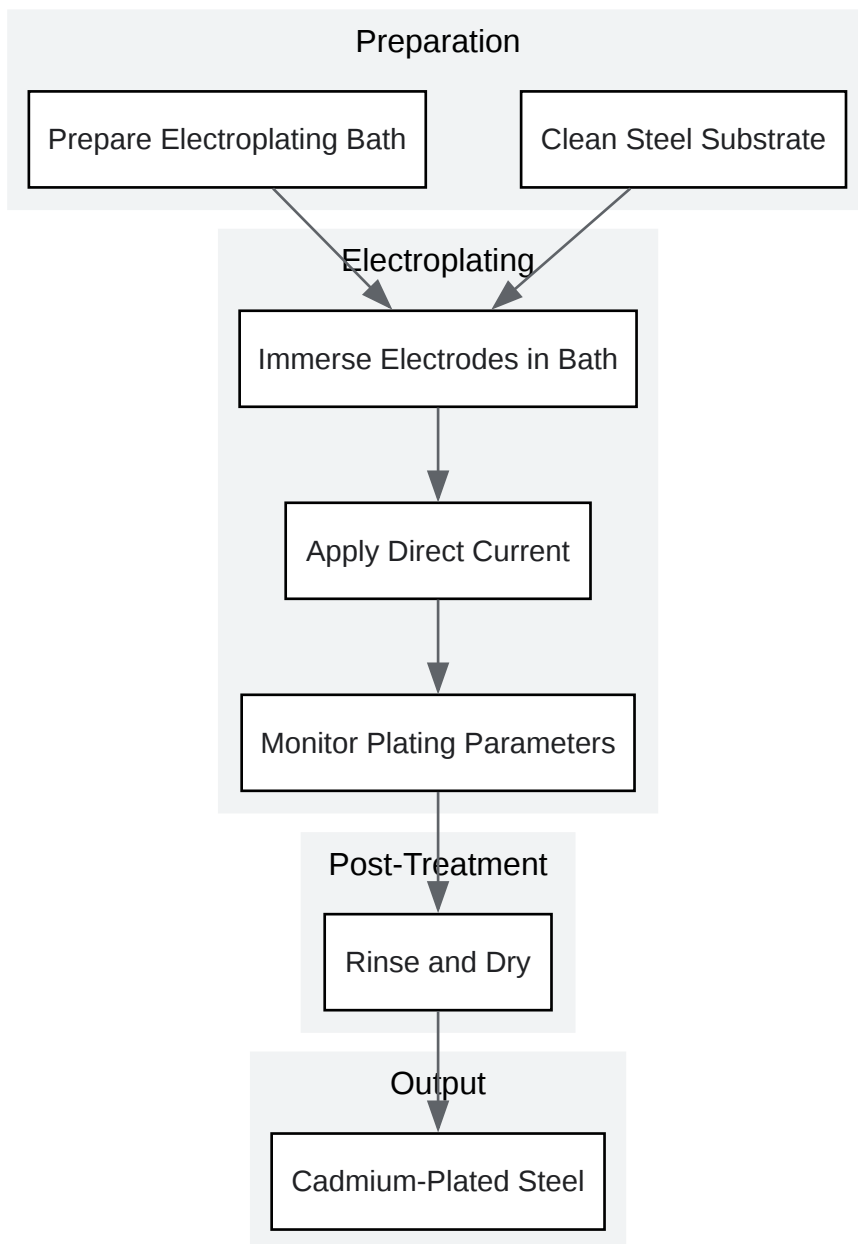 Preparation
Prepare Electroplating Bath
Clean Steel Substrate
Electroplating
Immerse Electrodes in Bath
Apply Direct Current
Monitor Plating Parameters
Post-Treatment
Rinse and Dry
Output
Cadmium-Plated Steel